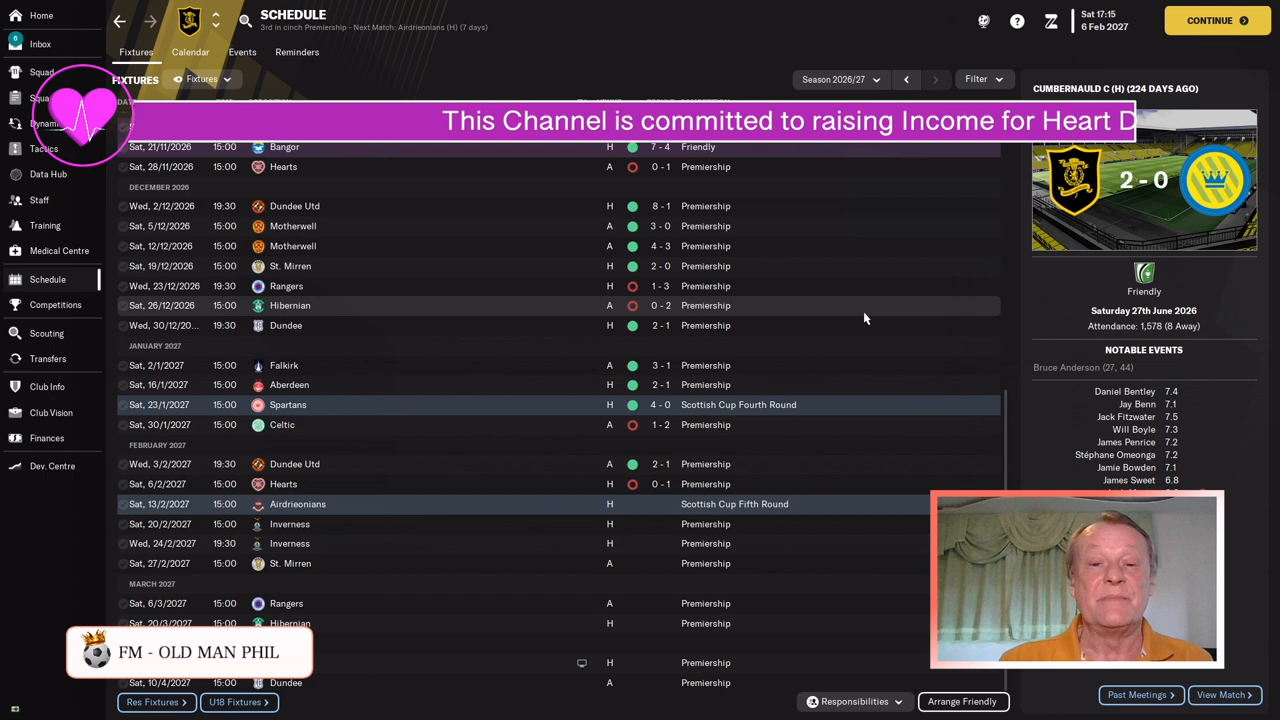 Home
Inbox
6
Squad
Squa
Dynam
Tactics
Data Hub
Staff
Training
Medical Centre
Schedule
Competitions
Scouting
Transfers
Club Info
Club Vision
Finances
Dev. Centre
SCHEDULE
3rd in cinch Premiership - Next Match: Airdrieonians (H) (7 days)
Sat 17:15
6 Feb 2027
CONTINUE
Fixtures Calendar Events Reminders
FIXTURES Fixtures Season 2026/27 Filter
This Channel is committed to raising Income for Heart D
Sat, 21/11/2026 15:00 Bangor H 7 - 4 Friendly
Sat, 28/11/2026 15:00 Hearts A 0 - 1 Premiership
DECEMBER 2026
Wed, 2/12/2026 19:30 Dundee Utd H 8 - 1 Premiership
Sat, 5/12/2026 15:00 Motherwell A 3 - 0 Premiership
Sat, 12/12/2026 15:00 Motherwell A 4 - 3 Premiership
Sat, 19/12/2026 15:00 St. Mirren H 2 - 0 Premiership
Wed, 23/12/2026 19:30 Rangers H 1 - 3 Premiership
Sat, 26/12/2026 15:00 Hibernian A 0 - 2 Premiership
Wed, 30/12/20... 19:30 Dundee H 2 - 1 Premiership
JANUARY 2027
Sat, 2/1/2027 15:00 Falkirk A 3 - 1 Premiership
Sat, 16/1/2027 15:00 Aberdeen H 2 - 1 Premiership
Sat, 23/1/2027 15:00 Spartans H 4 - 0 Scottish Cup Fourth Round
Sat, 30/1/2027 15:00 Celtic A 1 - 2 Premiership
FEBRUARY 2027
Wed, 3/2/2027 19:30 Dundee Utd A 2 - 1 Premiership
Sat, 6/2/2027 15:00 Hearts H 0 - 1 Premiership
Sat, 13/2/2027 15:00 Airdrieonians H Scottish Cup Fifth Round
Sat, 20/2/2027 15:00 Inverness H Premiership
Wed, 24/2/2027 19:30 Inverness H Premiership
Sat, 27/2/2027 15:00 St. Mirren A Premiership
MARCH 2027
Sat, 6/3/2027 15:00 Rangers A Premiership
Sat, 20/3/2027 15:00 Hibernian H Premiership
H Premiership
Sat, 10/4/2027 15:00 Dundee A Premiership
FM - OLD MAN PHIL
Res Fixtures U18 Fixtures Responsibilities Arrange Friendly
CUMBERNAULD C (H) (224 DAYS AGO)
2 - 0
Friendly
Saturday 27th June 2026
Attendance: 1,578 (8 Away)
NOTABLE EVENTS
Bruce Anderson (27, 44)
Daniel Bentley 7.4
Jay Benn 7.1
Jack Fitzwater 7.5
Will Boyle 7.3
James Penrice 7.2
Stéphane Omeonga 7.2
Jamie Bowden 7.1
James Sweet 6.8
Past Meetings View Match